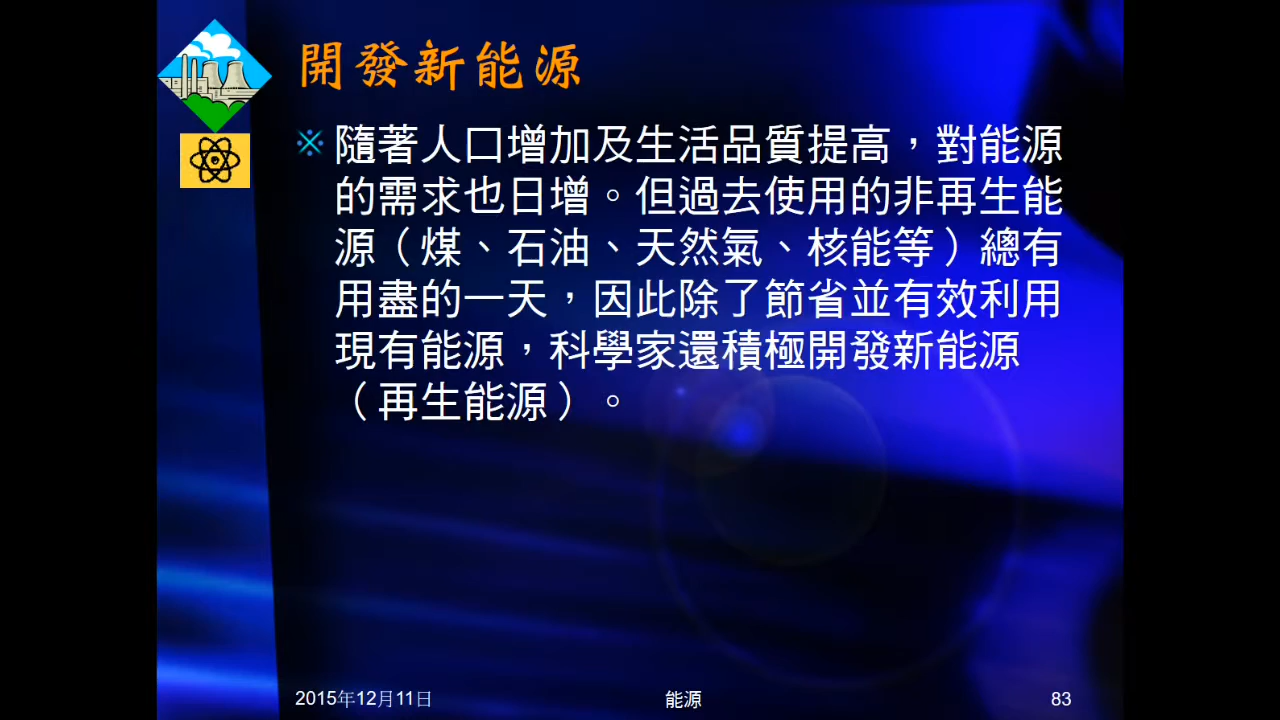 開發新能源
※隨著人口增加及生活品質提高，對能源
的需求也日增。但過去使用的非再生能
源（煤、石油、天然氣、核能等）總有
用盡的一天，因此除了節省並有效利用
現有能源，科學家還積極開發新能源
（再生能源）。
2015年12月11日
能源
83